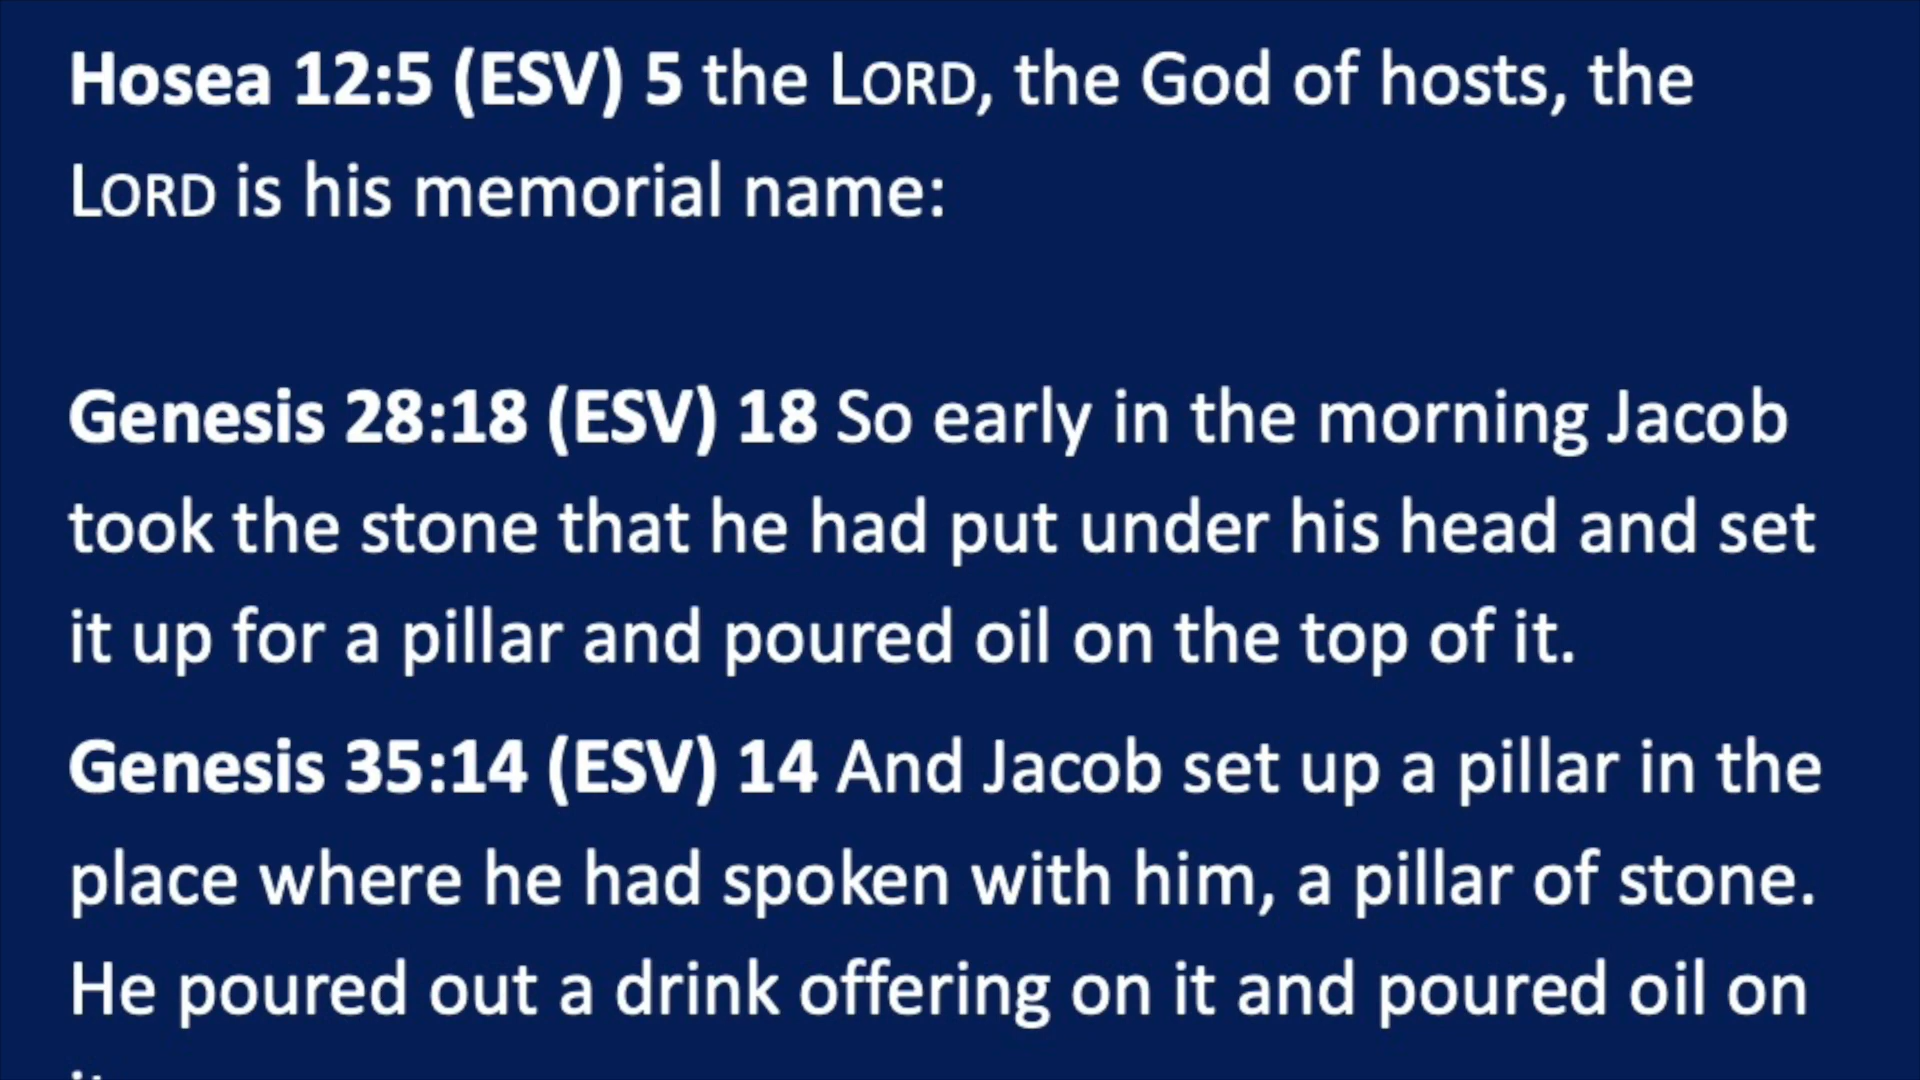 Hosea 12:5 (ESV) 5 the LORD, the God of hosts, the
LORD is his memorial name:
Genesis 28:18 (ESV) 18 So early in the morning Jacob
took the stone that he had put under his head and set
it up for a pillar and poured oil on the top of it.
Genesis 35:14 (ESV) 14 And Jacob set up a pillar in the
place where he had spoken with him, a pillar of stone.
He poured out a drink offering on it and poured oil on